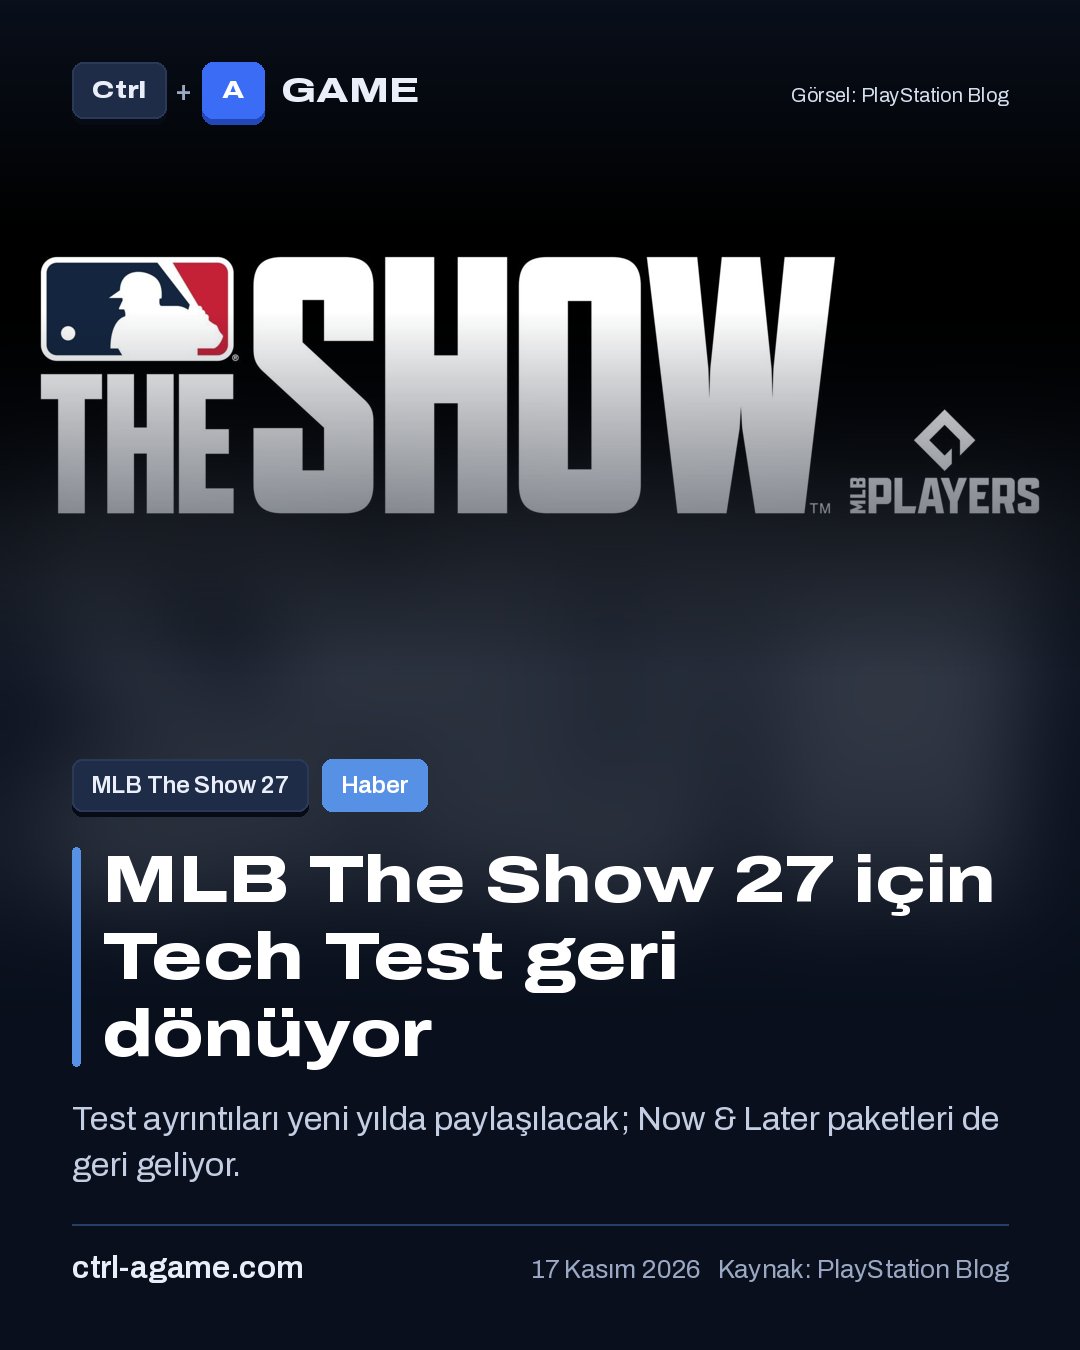 Ctrl + A GAME
Görsel: PlayStation Blog
THE SHOW™
MLB PLAYERS
MLB The Show 27
Haber
MLB The Show 27 için
Tech Test geri
dönüyor
Test ayrıntıları yeni yılda paylaşılacak; Now & Later paketleri de
geri geliyor.
ctrl-agame.com
17 Kasım 2026 Kaynak: PlayStation Blog